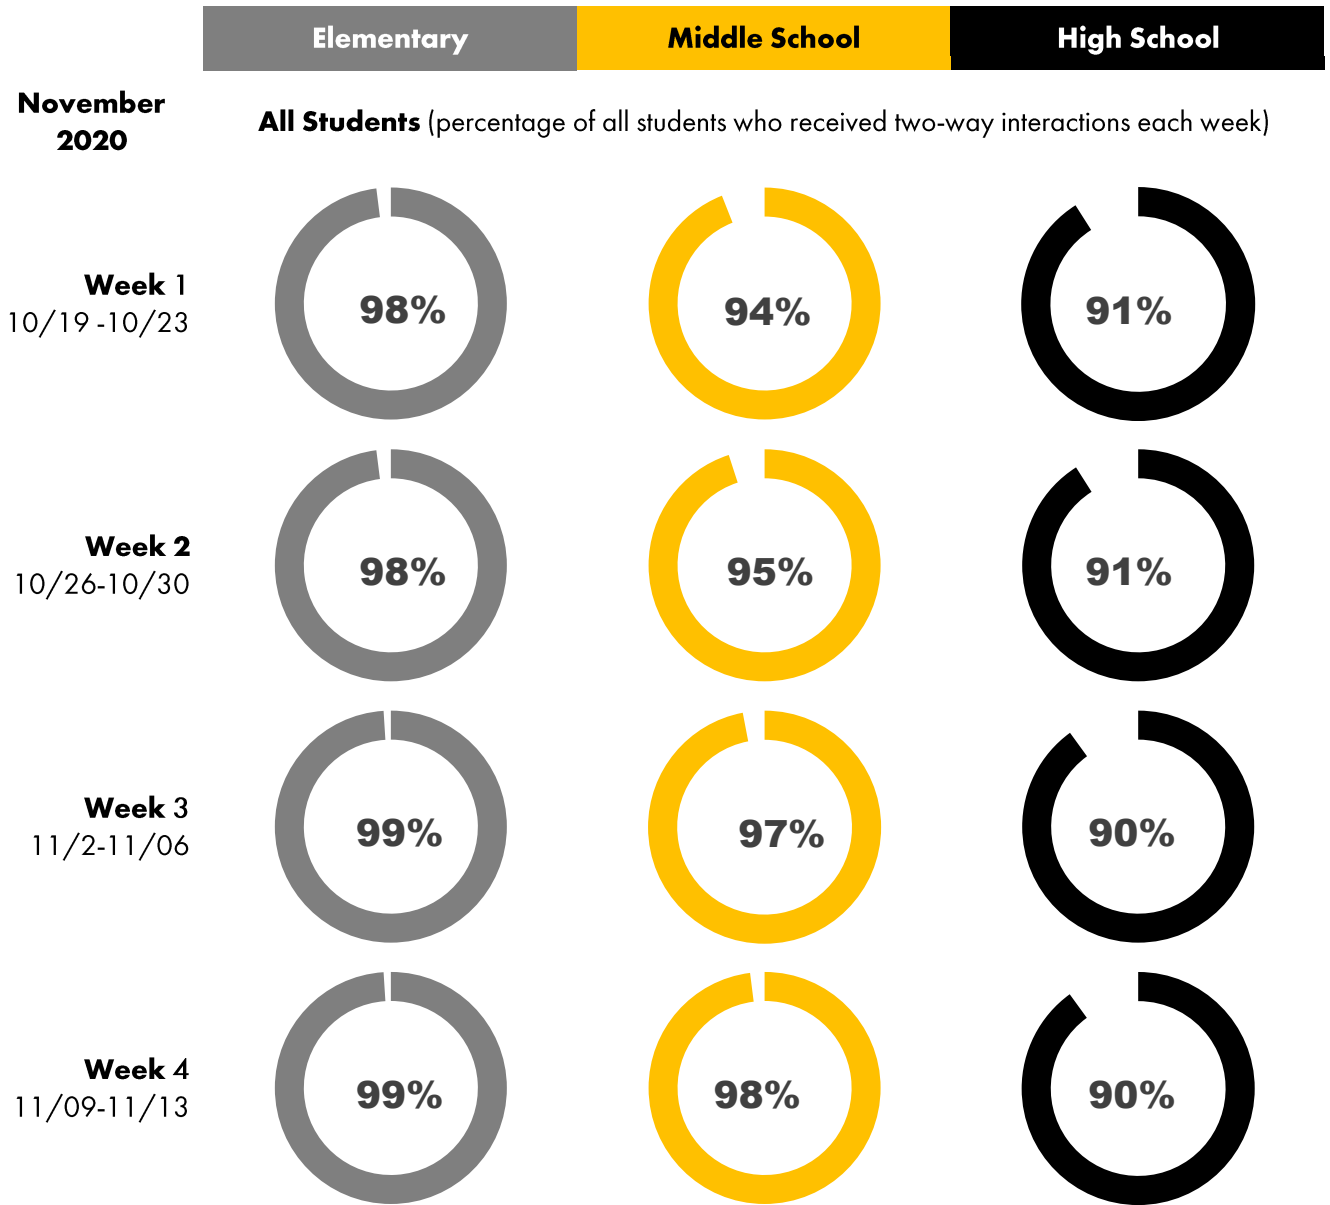 Elementary
Middle School
High School
November
2020
All Students (percentage of all students who received two-way interactions each week)
Week 1
10/19 -10/23
98%
94%
91%
Week 2
10/26-10/30
98%
95%
91%
Week 3
11/2-11/06
99%
97%
90%
Week 4
11/09-11/13
99%
98%
90%